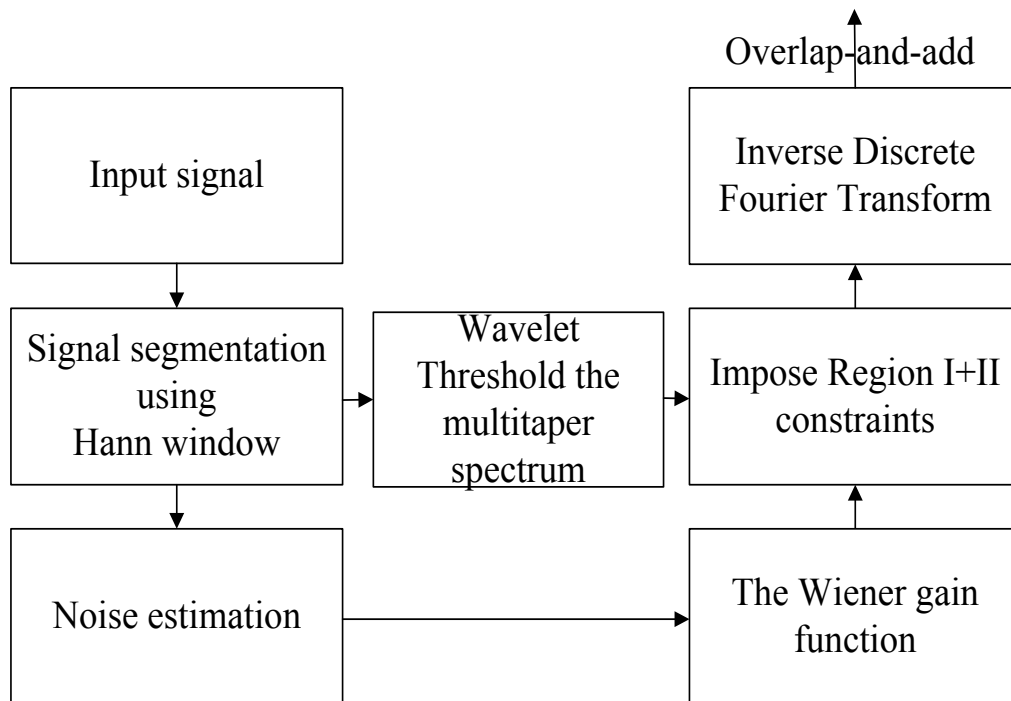 Overlap-and-add
Input signal
Inverse Discrete
Fourier Transform
Signal segmentation
using
Hann window
Wavelet
Threshold the
multitaper
spectrum
Impose Region I+II
constraints
Noise estimation
The Wiener gain
function